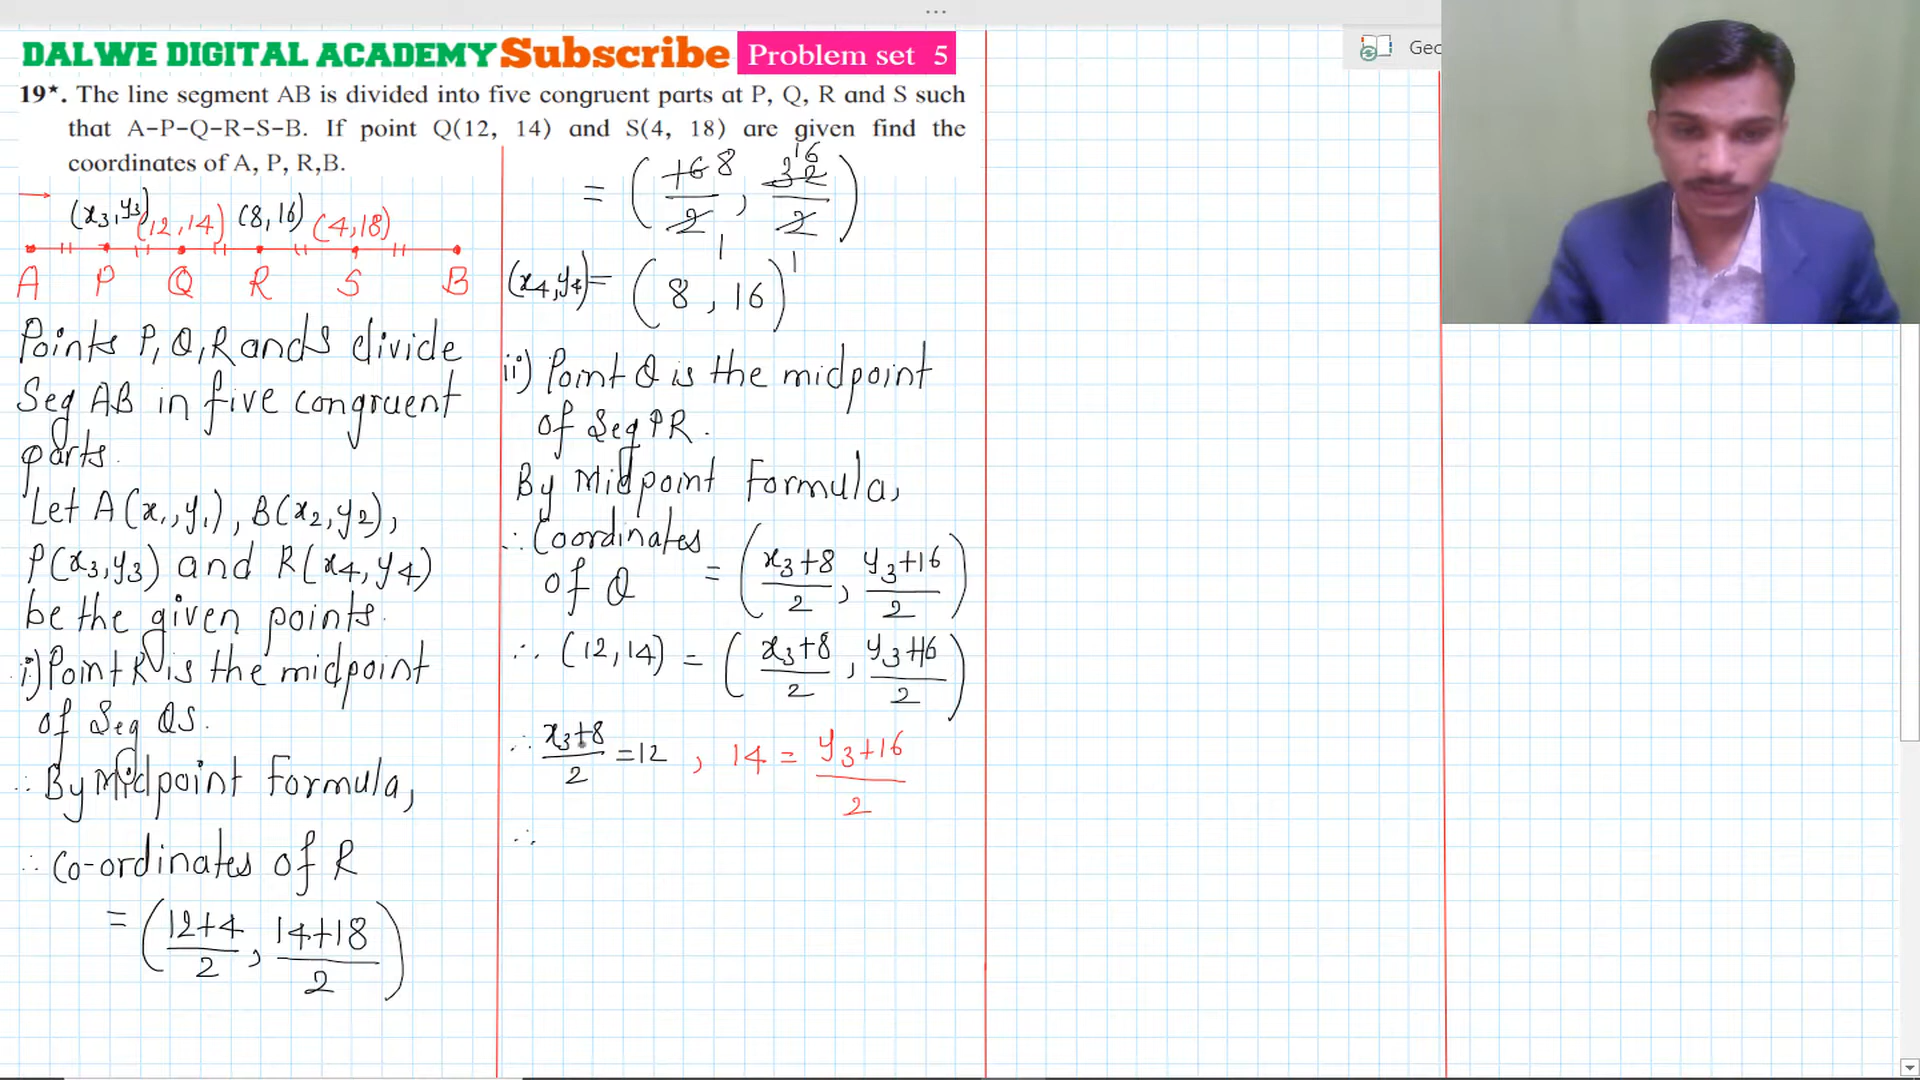 ...
Geo
DALWE DIGITAL ACADEMY Subscribe Problem set 5
19*. The line segment AB is divided into five congruent parts at P, Q, R and S such
that A-P-Q-R-S-B. If point Q(12, 14) and S(4, 18) are given find the
coordinates of A, P, R,B.
→
(x₃,y₃) (12,14) (8,16) (4,18)
A P Q R S B
Points P,Q,R and S divide
Seg AB in five congruent
parts.
Let A(x₁,y₁), B(x₂,y₂),
P(x₃,y₃) and R(x₄,y₄)
be the given points.
i) Point R is the midpoint
of Seg QS.
∴ By Midpoint Formula,
∴ Co-ordinates of R
= (12+4/2, 14+18/2)
= (16/2, 32/2) 8 16 1 1
(x₄,y₄) = (8, 16)
ii) Point Q is the midpoint
of Seg PR.
By Midpoint Formula,
∴ Coordinates of Q = (x₃+8/2, y₃+16/2)
∴ (12,14) = (x₃+8/2, y₃+16/2)
∴ x₃+8/2 = 12, 14 = y₃+16/2
∴